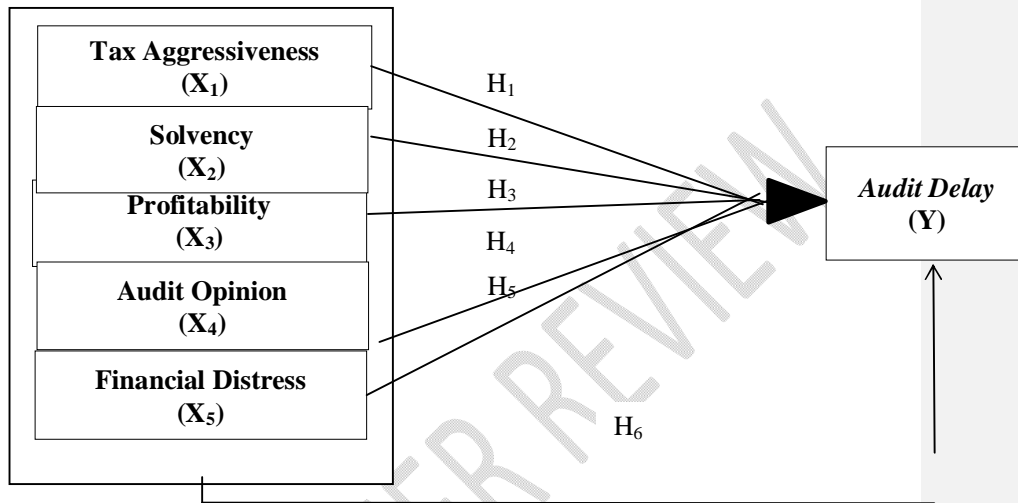 Tax Aggressiveness
(X₁)
Solvency
(X₂)
Profitability
(X₃)
Audit Opinion
(X₄)
Financial Distress
(X₅)
H₁
H₂
H₃
H₄
H₅
H₆
Audit Delay
(Y)
ER REVIEW